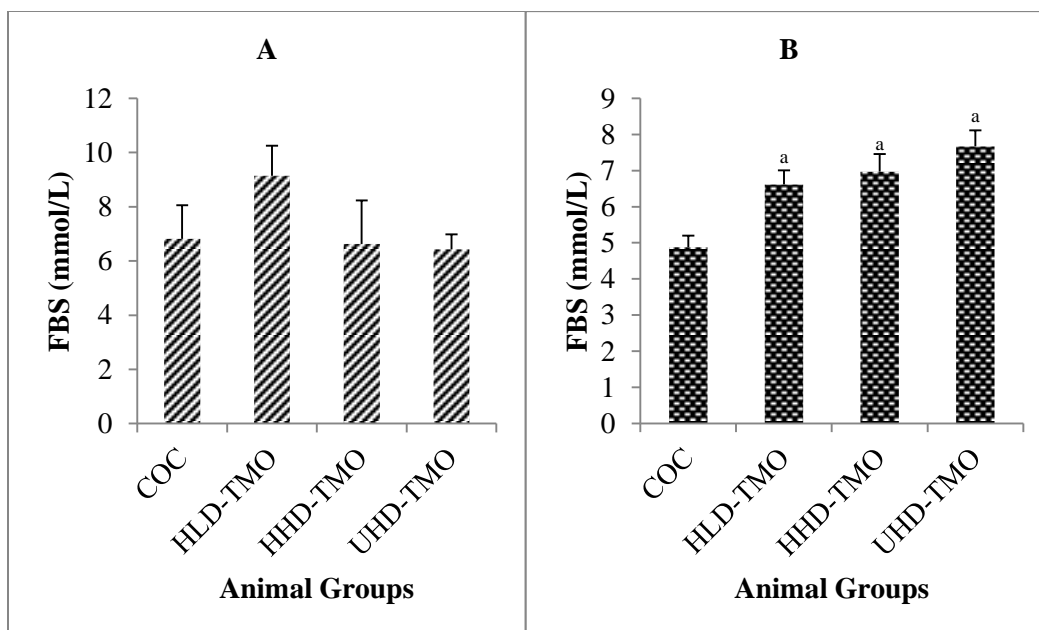 A
FBS (mmol/L)
12
10
8
6
4
2
0
COC
HLD-TMO
HHD-TMO
UHD-TMO
Animal Groups
B
FBS (mmol/L)
9
8
7
6
5
4
3
2
1
0
a
a
a
COC
HLD-TMO
HHD-TMO
UHD-TMO
Animal Groups